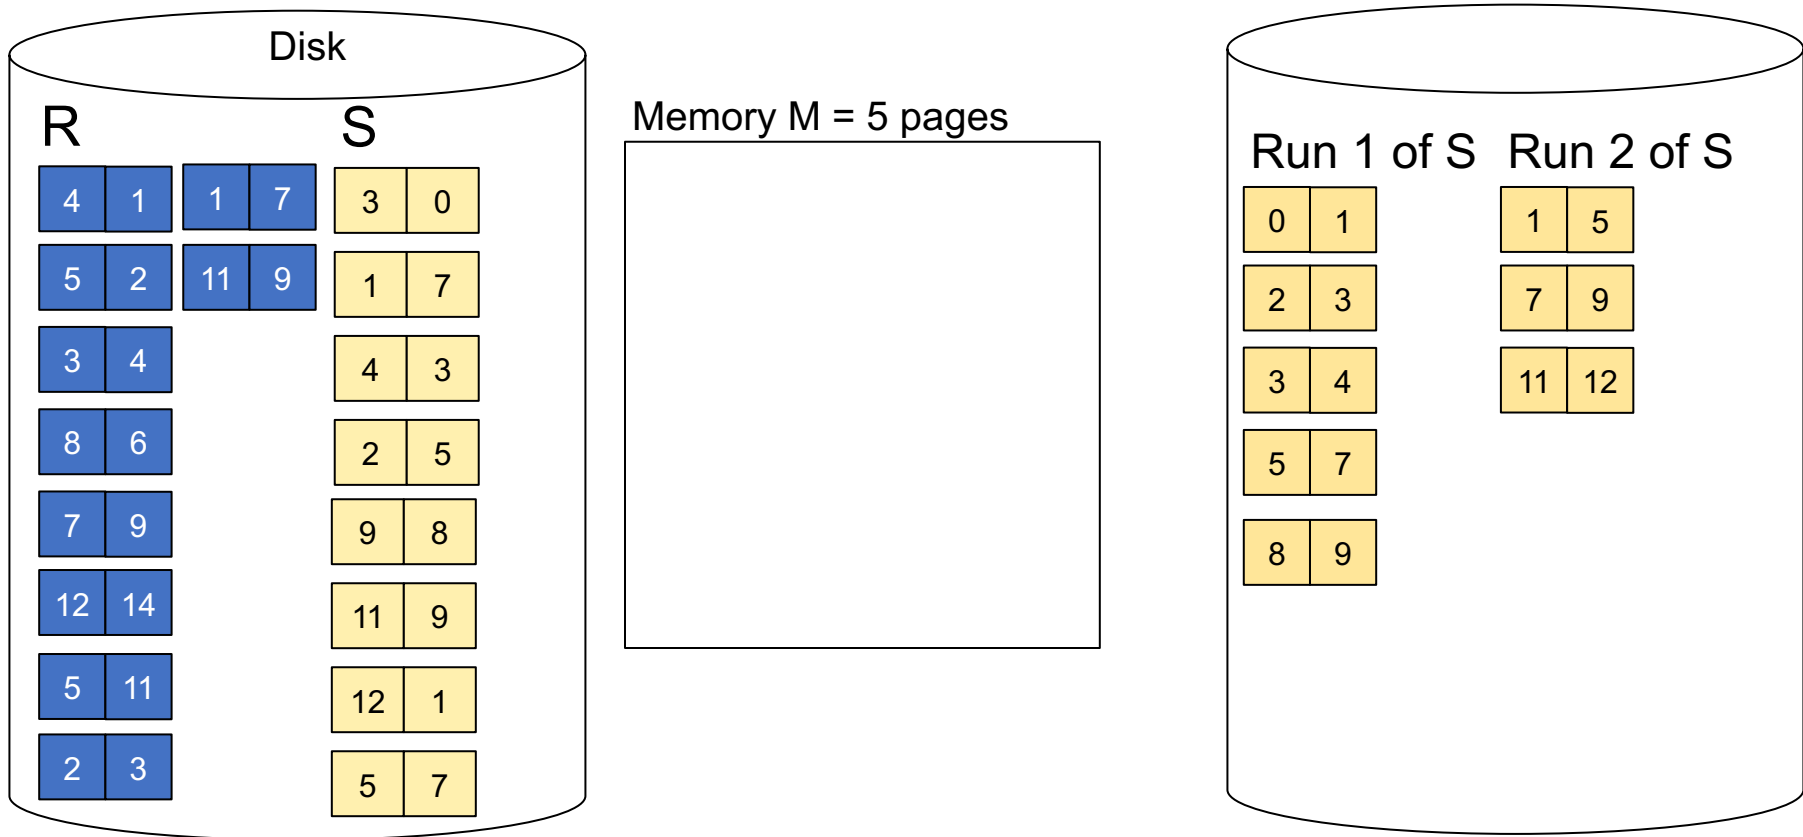 Disk
R S
4 1 1 7 3 0
5 2 11 9 1 7
3 4 4 3
8 6 2 5
7 9 9 8
12 14 11 9
5 11 12 1
2 3 5 7
Memory M = 5 pages
Run 1 of S Run 2 of S
0 1 1 5
2 3 7 9
3 4 11 12
5 7
8 9